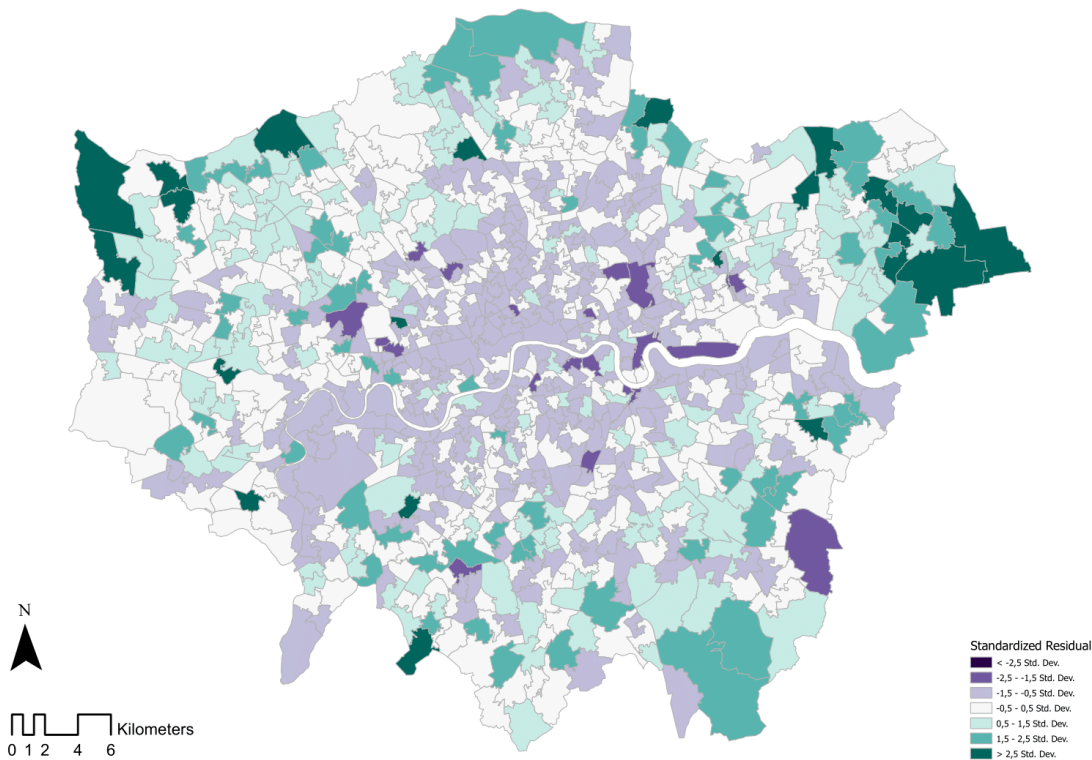 N
Kilometers
0 1 2 4 6
Standardized Residual
< -2,5 Std. Dev.
-2,5 - -1,5 Std. Dev.
-1,5 - -0,5 Std. Dev.
-0,5 - 0,5 Std. Dev.
0,5 - 1,5 Std. Dev.
1,5 - 2,5 Std. Dev.
> 2,5 Std. Dev.